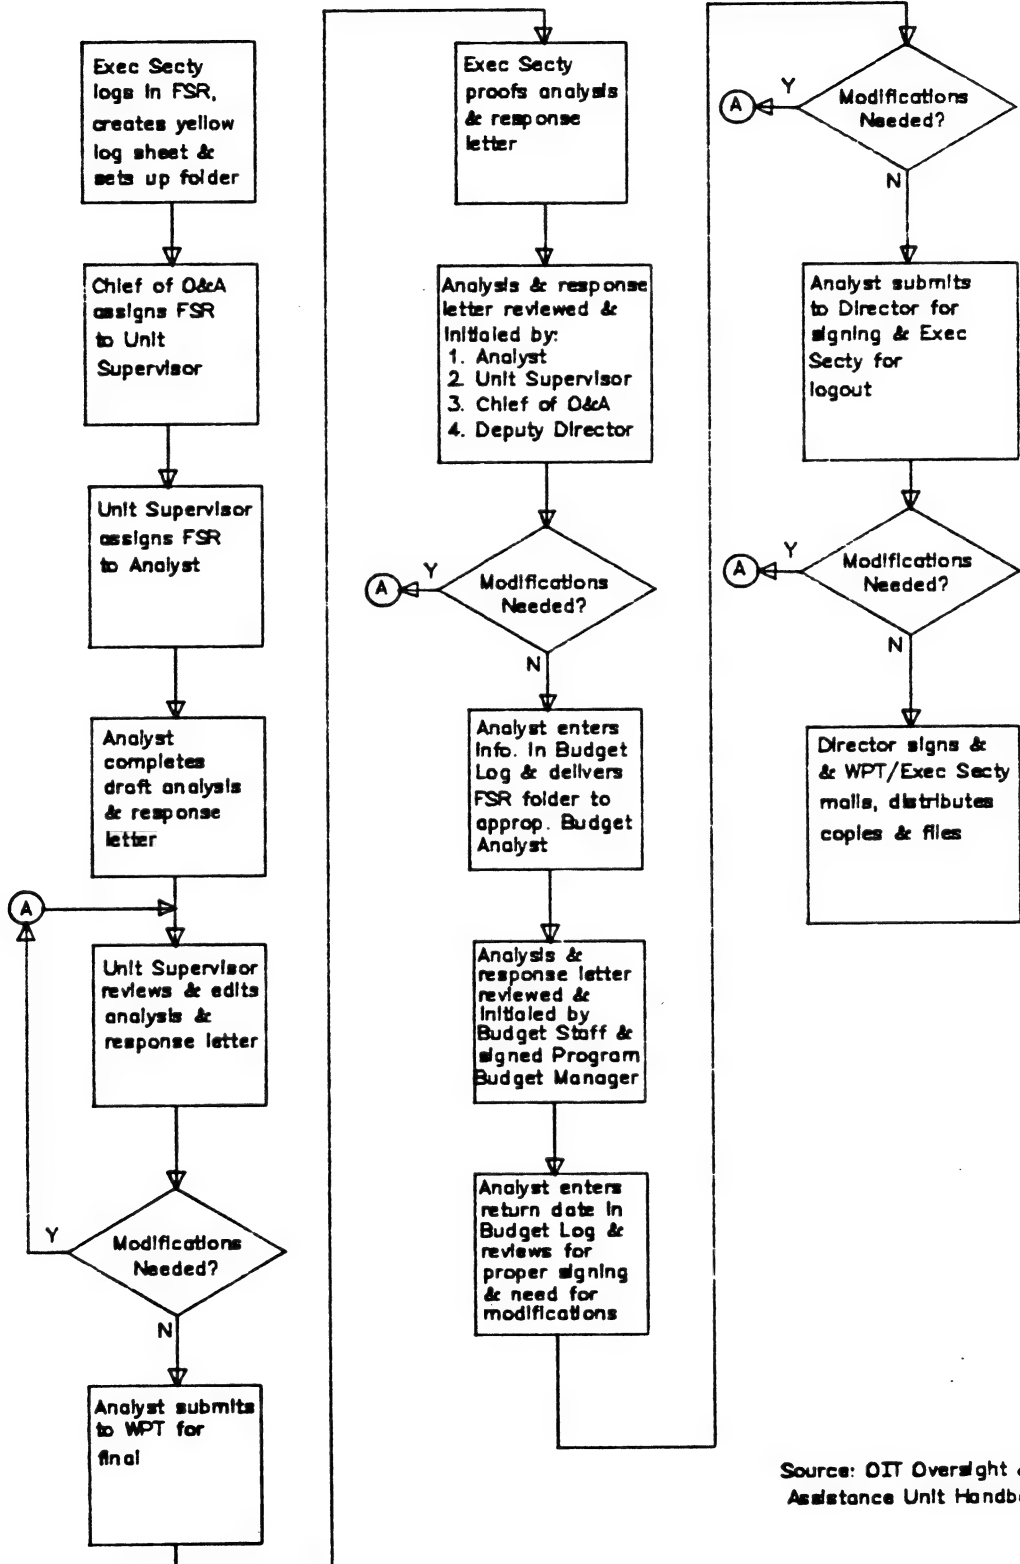 Exec Secty
logs in FSR,
creates yellow
log sheet &
sets up folder
Chief of O&A
assigns FSR
to Unit
Supervisor
Unit Supervisor
assigns FSR
to Analyst
Analyst
completes
draft analysis
& response
letter
A
Unit Supervisor
reviews & edits
analysis &
response letter
Y
Modifications
Needed?
N
Analyst submits
to WPT for
final
Exec Secty
proofs analysis
& response
letter
Analysis & response
letter reviewed &
initialed by:
1. Analyst
2. Unit Supervisor
3. Chief of O&A
4. Deputy Director
A
Y
Modifications
Needed?
N
Analyst enters
info. in Budget
Log & delivers
FSR folder to
approp. Budget
Analyst
Analysis &
response letter
reviewed &
initialed by
Budget Staff &
signed Program
Budget Manager
Analyst enters
return date in
Budget Log &
reviews for
proper signing
& need for
modifications
A
Y
Modifications
Needed?
N
Analyst submits
to Director for
signing & Exec
Secty for
logout
A
Y
Modifications
Needed?
N
Director signs &
& WPT/Exec Secty
mails, distributes
copies & files
Source: OIT Oversight
Assistance Unit Handb